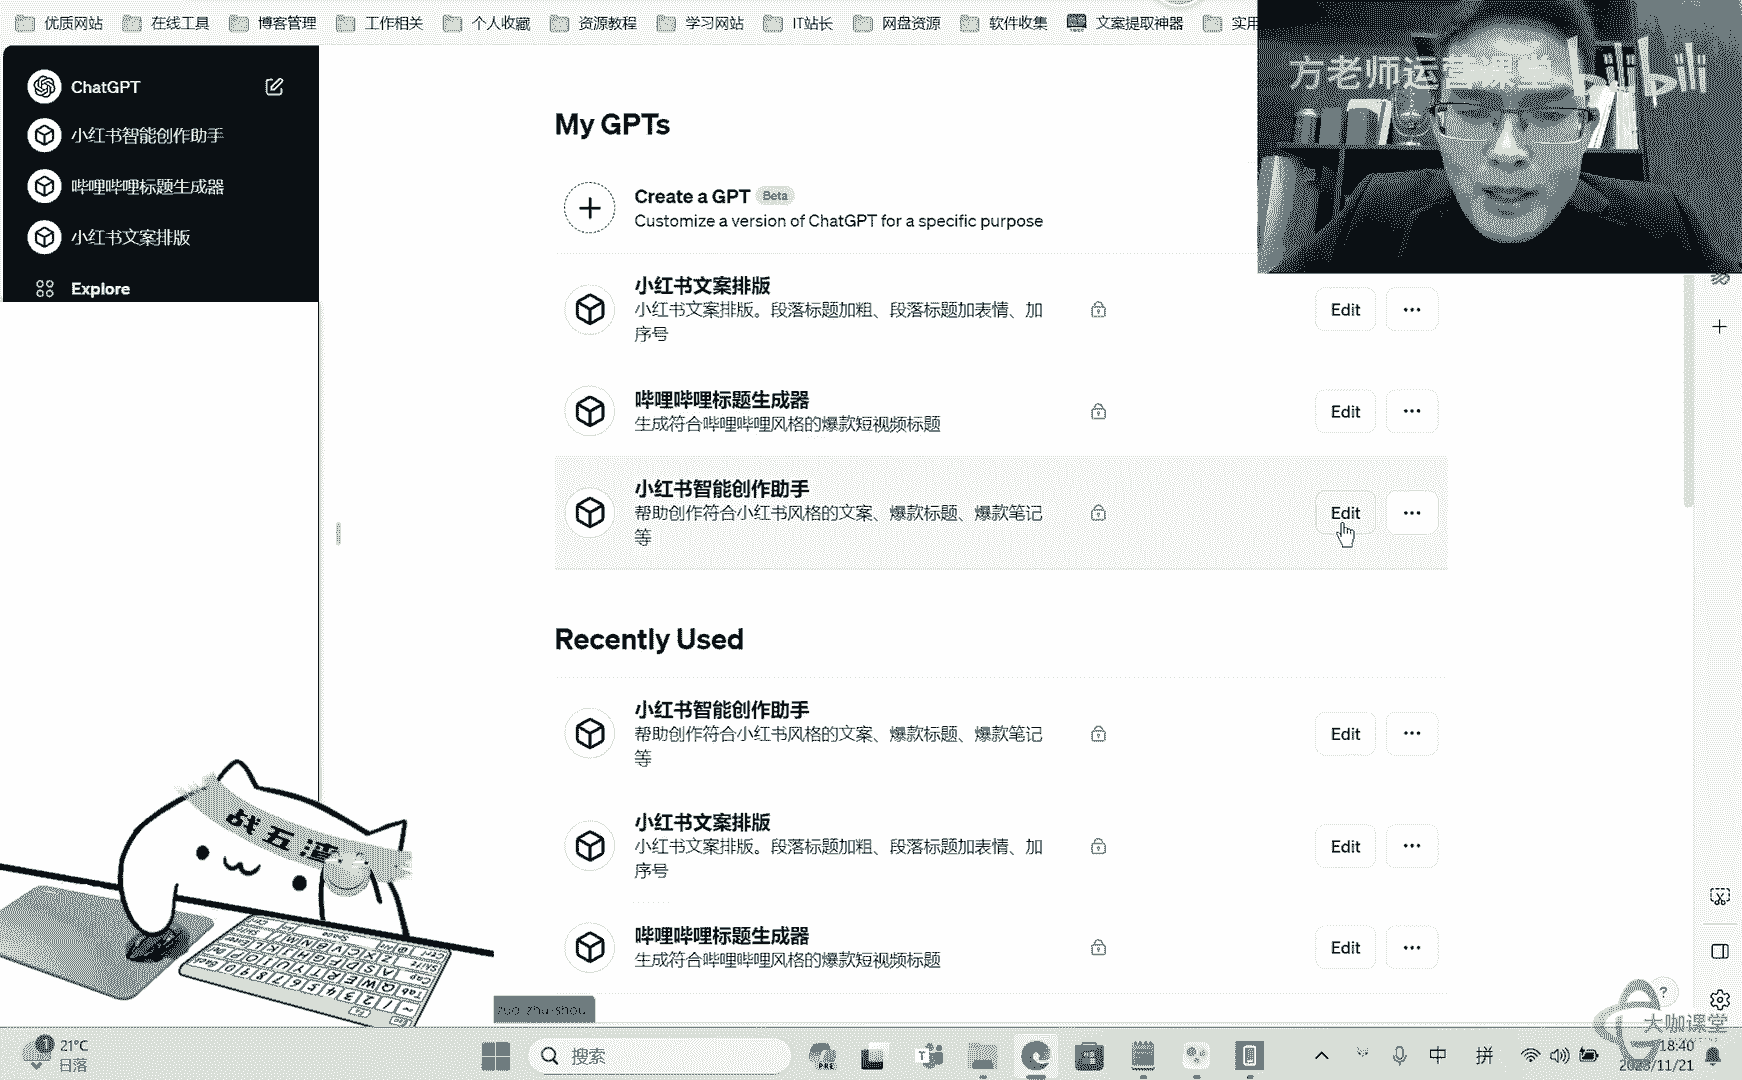 优质网站 在线工具 博客管理 工作相关 个人收藏 资源教程 学习网站 IT站长 网盘资源 软件收集 文案提取神器 实用
方老师运营课堂 bilibili
ChatGPT
小红书智能创作助手
哔哩哔哩标题生成器
小红书文案排版
Explore
My GPTs
Create a GPT Beta
Customize a version of ChatGPT for a specific purpose
小红书文案排版
小红书文案排版。段落标题加粗、段落标题加表情、加
序号
Edit
哔哩哔哩标题生成器
生成符合哔哩哔哩风格的爆款短视频标题
Edit
小红书智能创作助手
帮助创作符合小红书风格的文案、爆款标题、爆款笔记
等
Edit
Recently Used
小红书智能创作助手
帮助创作符合小红书风格的文案、爆款标题、爆款笔记
等
Edit
小红书文案排版
小红书文案排版。段落标题加粗、段落标题加表情、加
序号
Edit
哔哩哔哩标题生成器
生成符合哔哩哔哩风格的爆款短视频标题
Edit
战五渣
zuo-zhu-shou
?
大咖课堂
1
21°C
日落
搜索
PRE
中 拼
18:40
2023/11/21